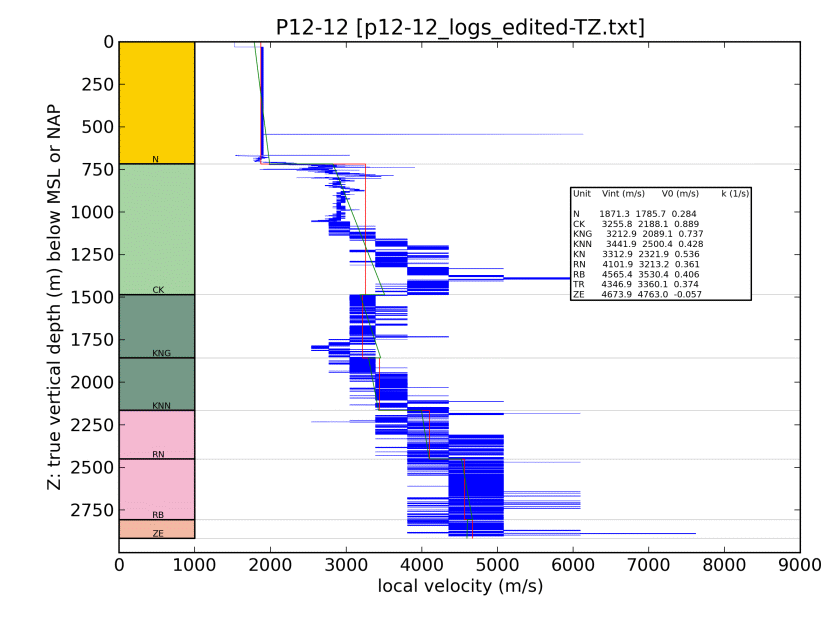 P12-12 [p12-12_logs_edited-TZ.txt]
Z: true vertical depth (m) below MSL or NAP
0
250
500
750
1000
1250
1500
1750
2000
2250
2500
2750
N
CK
KNG
KNN
RN
RB
ZE
Unit Vint (m/s) V0 (m/s) k (1/s)
N 1871.3 1785.7 0.284
CK 3255.8 2188.1 0.889
KNG 3212.9 2089.1 0.737
KNN 3441.9 2500.4 0.428
KN 3312.9 2321.9 0.536
RN 4101.9 3213.2 0.361
RB 4565.4 3530.4 0.406
TR 4346.9 3360.1 0.374
ZE 4673.9 4763.0 -0.057
0 1000 2000 3000 4000 5000 6000 7000 8000 9000
local velocity (m/s)